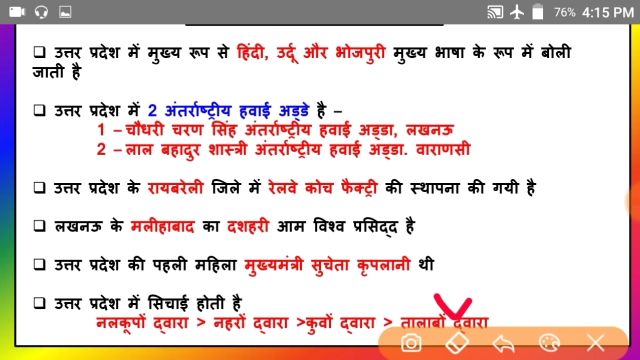 76% 4:15 PM
❑ उत्तर प्रदेश में मुख्य रूप से हिंदी, उर्दू और भोजपुरी मुख्य भाषा के रूप में बोली
जाती है
❑ उत्तर प्रदेश में 2 अंतर्राष्ट्रीय हवाई अड्डे है –
1 – चौधरी चरण सिंह अंतर्राष्ट्रीय हवाई अड्डा, लखनऊ
2 – लाल बहादुर शास्त्री अंतर्राष्ट्रीय हवाई अड्डा. वाराणसी
❑ उत्तर प्रदेश के रायबरेली जिले में रेलवे कोच फैक्ट्री की स्थापना की गयी है
❑ लखनऊ के मलीहाबाद का दशहरी आम विश्व प्रसिद्द है
❑ उत्तर प्रदेश की पहली महिला मुख्यमंत्री सुचेता कृपलानी थी
❑ उत्तर प्रदेश में सिचाई होती है
नलकूपों द्वारा > नहरों द्वारा >कुवों द्वारा > तालाबों द्वारा